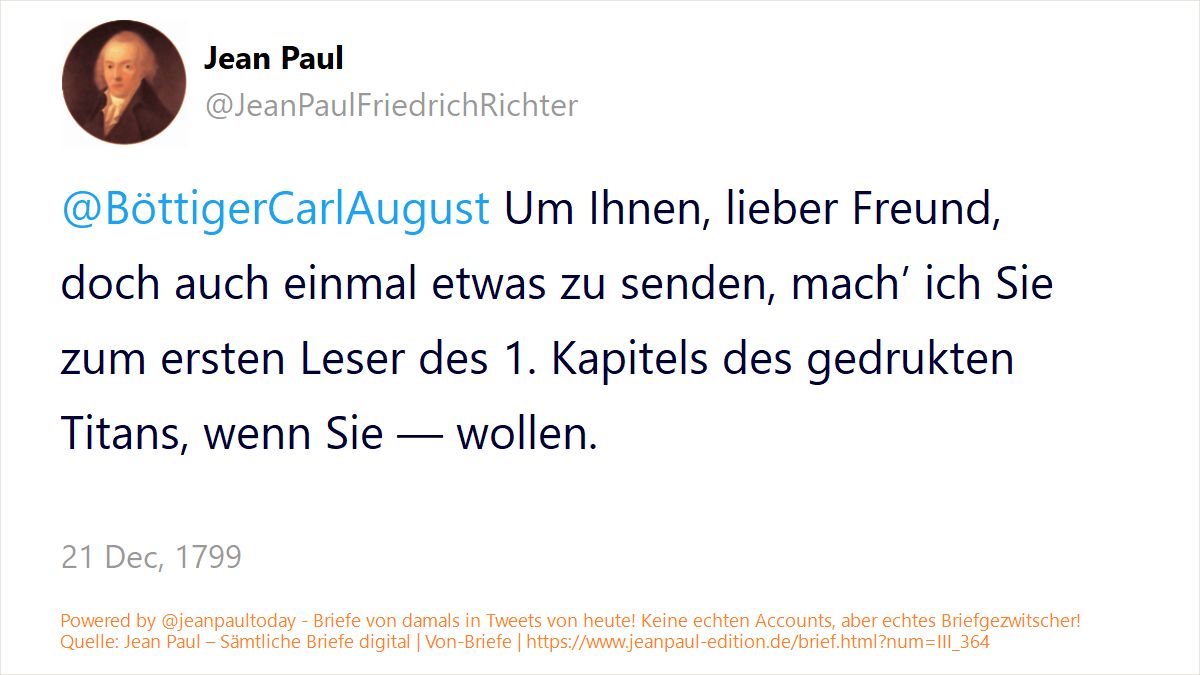 Jean Paul
@JeanPaulFriedrichRichter
@BöttigerCarlAugust Um Ihnen, lieber Freund,
doch auch einmal etwas zu senden, mach’ ich Sie
zum ersten Leser des 1. Kapitels des gedrukten
Titans, wenn Sie — wollen.
21 Dec, 1799
Powered by @jeanpaultoday - Briefe von damals in Tweets von heute! Keine echten Accounts, aber echtes Briefgezwitscher!
Quelle: Jean Paul – Sämtliche Briefe digital | Von-Briefe | https://www.jeanpaul-edition.de/brief.html?num=III_364